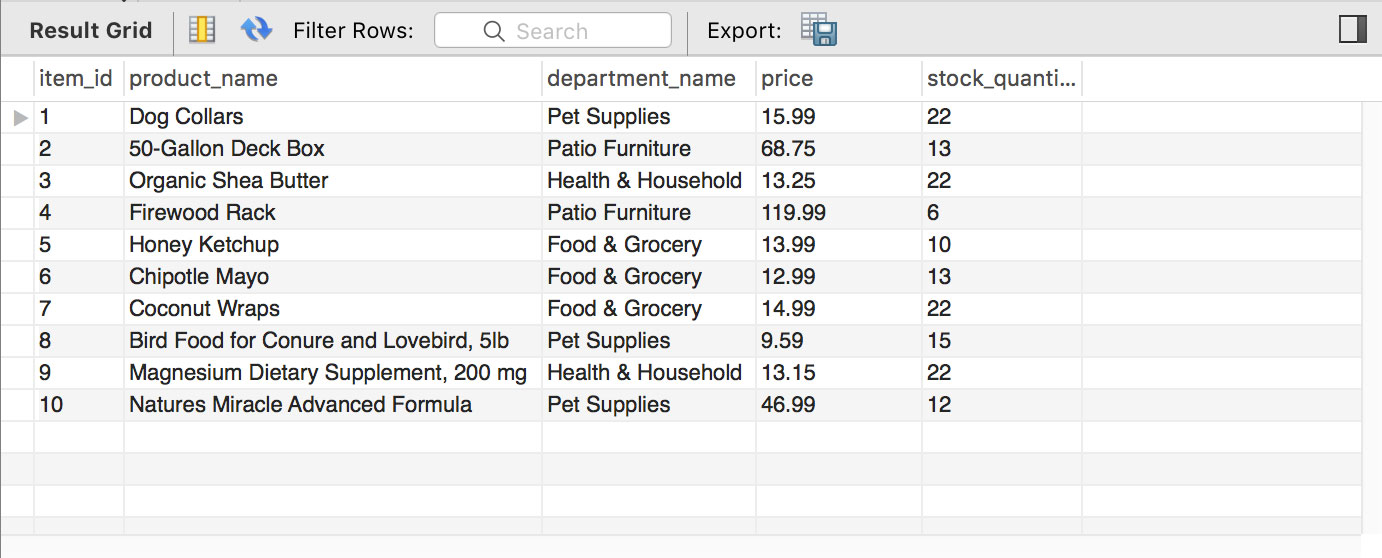 Result Grid Filter Rows: Search Export:
item_id product_name department_name price stock_quanti...
1 Dog Collars Pet Supplies 15.99 22
2 50-Gallon Deck Box Patio Furniture 68.75 13
3 Organic Shea Butter Health & Household 13.25 22
4 Firewood Rack Patio Furniture 119.99 6
5 Honey Ketchup Food & Grocery 13.99 10
6 Chipotle Mayo Food & Grocery 12.99 13
7 Coconut Wraps Food & Grocery 14.99 22
8 Bird Food for Conure and Lovebird, 5lb Pet Supplies 9.59 15
9 Magnesium Dietary Supplement, 200 mg Health & Household 13.15 22
10 Natures Miracle Advanced Formula Pet Supplies 46.99 12